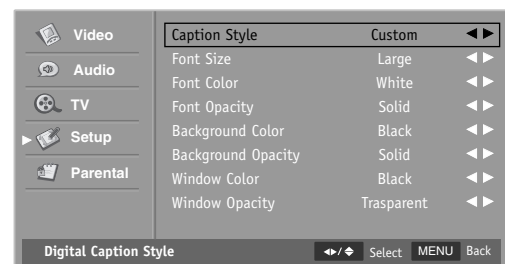 Video
Audio
TV
Setup
Parental
Caption Style Custom
Font Size Large
Font Color White
Font Opacity Solid
Background Color Black
Background Opacity Solid
Window Color Black
Window Opacity Trasparent
Digital Caption Style Select MENU Back